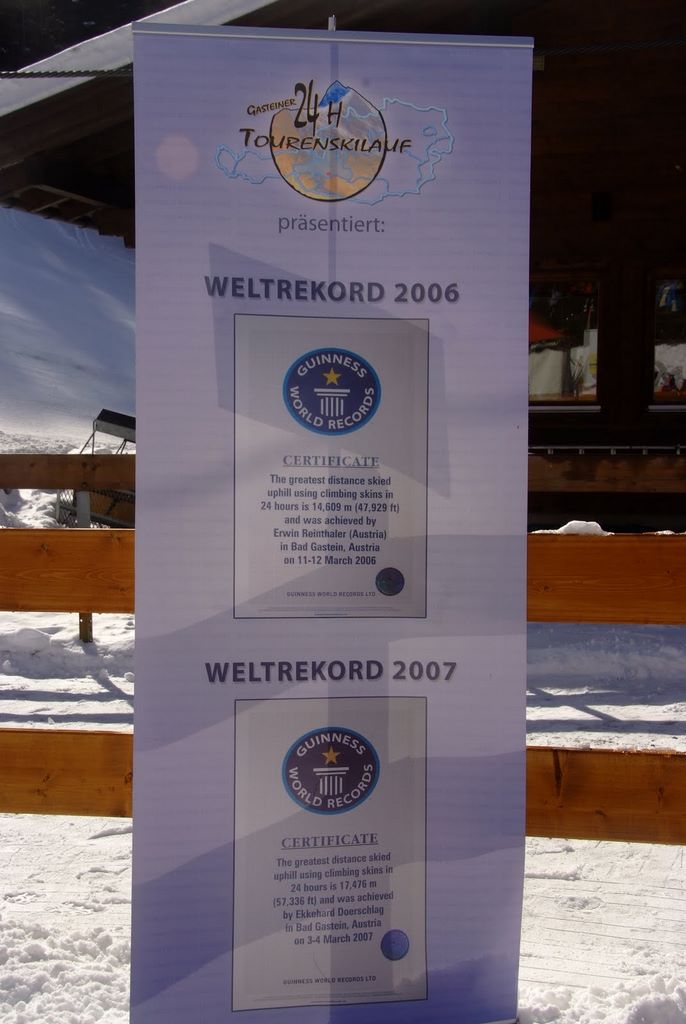 GASTEINER 24 H
TOURENSKILAUF
präsentiert:
WELTREKORD 2006
GUINNESS
WORLD RECORDS
CERTIFICATE
The greatest distance skied
uphill using climbing skins in
24 hours is 14,609 m (47,929 ft)
and was achieved by
Erwin Reinthaler (Austria)
in Bad Gastein, Austria
on 11-12 March 2006
GUINNESS WORLD RECORDS LTD
WELTREKORD 2007
GUINNESS
WORLD RECORDS
CERTIFICATE
The greatest distance skied
uphill using climbing skins in
24 hours is 17,476 m
(57,336 ft) and was achieved
by Ekkehard Doerschlag
in Bad Gastein, Austria
on 3-4 March 2007
GUINNESS WORLD RECORDS LTD